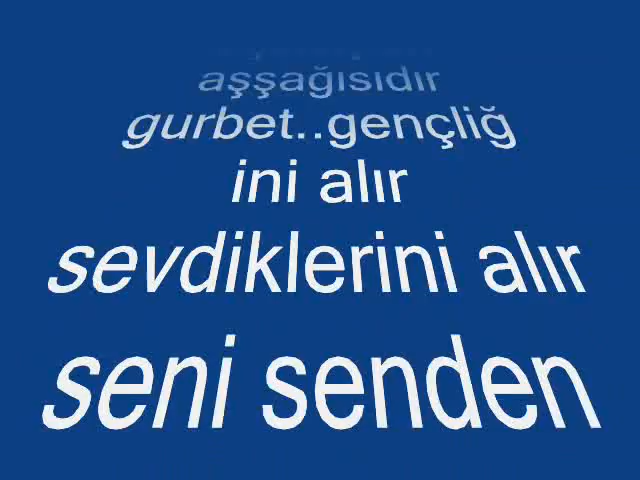 aşşağısıdır
gurbet..gençliğ
ini alır
sevdiklerini alır
seni senden